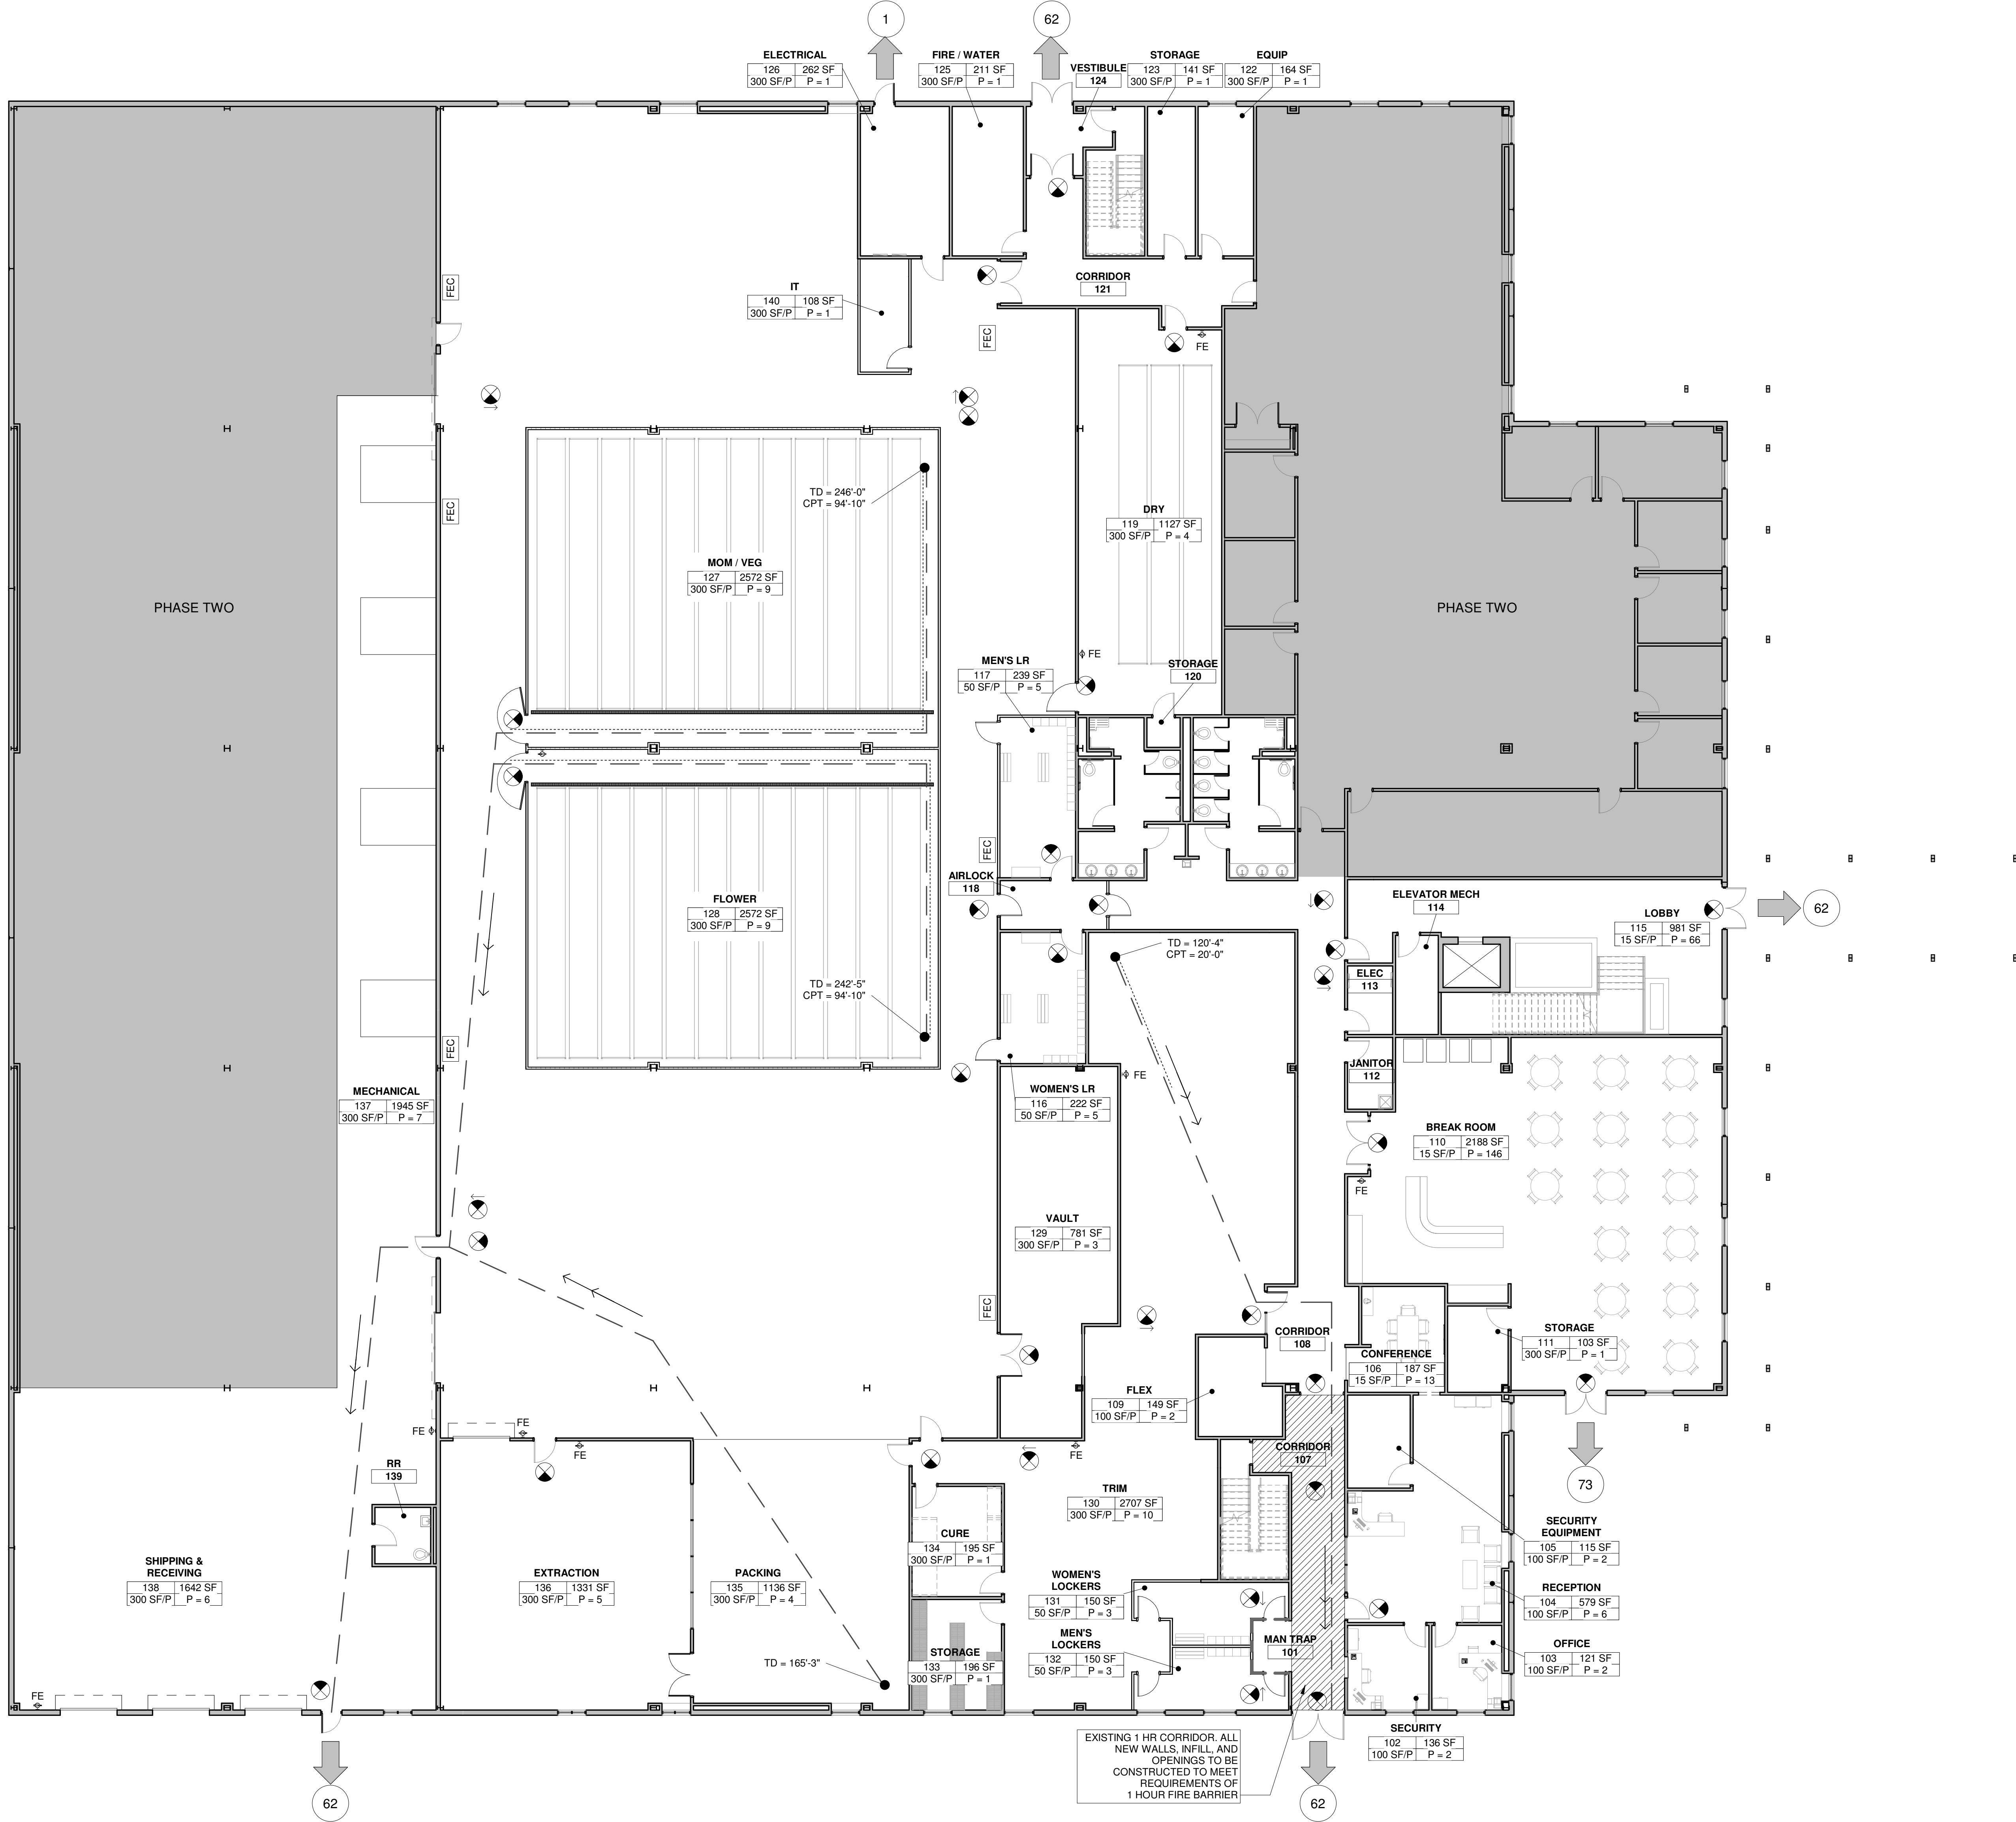 1
62
ELECTRICAL
126 262 SF
300 SF/P P = 1
FIRE / WATER
125 211 SF
300 SF/P P = 1
VESTIBULE
124
STORAGE
123 141 SF
300 SF/P P = 1
EQUIP
122 164 SF
300 SF/P P = 1
FEC
IT
140 108 SF
300 SF/P P = 1
CORRIDOR
121
FEC
FE
TD = 246'-0"
CPT = 94'-10"
FEC
DRY
119 1127 SF
300 SF/P P = 4
MOM / VEG
127 2572 SF
300 SF/P P = 9
PHASE TWO
PHASE TWO
FE
MEN'S LR
117 239 SF
50 SF/P P = 5
STORAGE
120
FEC
AIRLOCK
118
FLOWER
128 2572 SF
300 SF/P P = 9
ELEVATOR MECH
114
LOBBY
115 981 SF
15 SF/P P = 66
62
TD = 120'-4"
CPT = 20'-0"
ELEC
113
TD = 242'-5"
CPT = 94'-10"
FEC
JANITOR
112
FE
MECHANICAL
137 1945 SF
300 SF/P P = 7
WOMEN'S LR
116 222 SF
50 SF/P P = 5
BREAK ROOM
110 2188 SF
15 SF/P P = 146
FE
VAULT
129 781 SF
300 SF/P P = 3
FEC
CORRIDOR
108
STORAGE
111 103 SF
300 SF/P P = 1
CONFERENCE
106 187 SF
15 SF/P P = 13
FLEX
109 149 SF
100 SF/P P = 2
FE
FE
FE
FE
CORRIDOR
107
73
RR
139
TRIM
130 2707 SF
300 SF/P P = 10
CURE
134 195 SF
300 SF/P P = 1
SECURITY
EQUIPMENT
105 115 SF
100 SF/P P = 2
SHIPPING &
RECEIVING
138 1642 SF
300 SF/P P = 6
EXTRACTION
136 1331 SF
300 SF/P P = 5
PACKING
135 1136 SF
300 SF/P P = 4
WOMEN'S
LOCKERS
131 150 SF
50 SF/P P = 3
RECEPTION
104 579 SF
100 SF/P P = 6
MEN'S
LOCKERS
132 150 SF
50 SF/P P = 3
MAN TRAP
101
OFFICE
103 121 SF
100 SF/P P = 2
STORAGE
133 196 SF
300 SF/P P = 1
TD = 165'-3"
FE
SECURITY
102 136 SF
100 SF/P P = 2
EXISTING 1 HR CORRIDOR. ALL
NEW WALLS, INFILL, AND
OPENINGS TO BE
CONSTRUCTED TO MEET
REQUIREMENTS OF
1 HOUR FIRE BARRIER
62
62